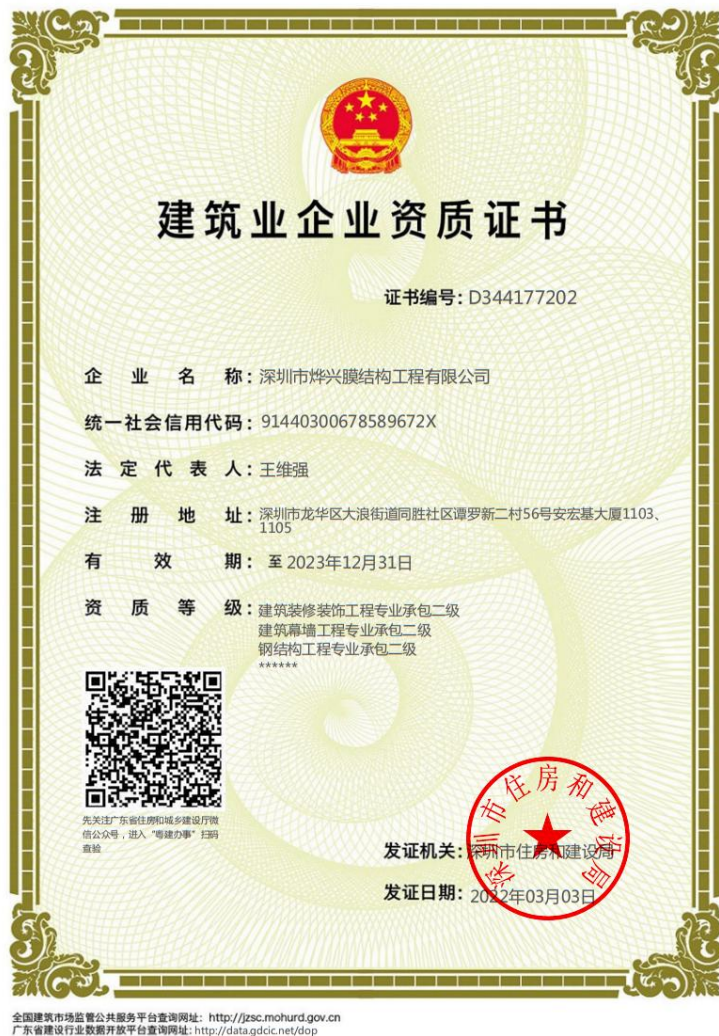 建筑业企业资质证书
证书编号：D344177202
企业名称：深圳市烨兴膜结构工程有限公司
统一社会信用代码：91440300678589672X
法定代表人：王维强
注册地址：深圳市龙华区大浪街道同胜社区谭罗新二村56号安宏基大厦1103、
1105
有效期：至 2023年12月31日
资质等级：建筑装修装饰工程专业承包二级
建筑幕墙工程专业承包二级
钢结构工程专业承包二级
******
先关注广东省住房和城乡建设厅微
信公众号，进入“粤建办事”扫码
查验
深圳市住房和建设局
发证机关：深圳市住房和建设局
发证日期：2022年03月03日
全国建筑市场监管公共服务平台查询网址：http://jzsc.mohurd.gov.cn
广东省建设行业数据开放平台查询网址：http://data.gdcic.net/dop